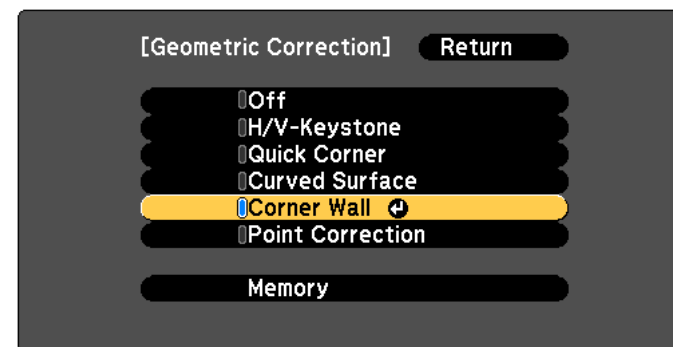 [Geometric Correction] Return
Off
H/V-Keystone
Quick Corner
Curved Surface
Corner Wall
Point Correction
Memory